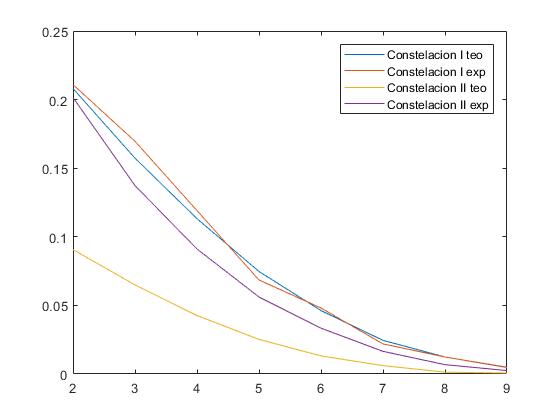 0.25
0.2
0.15
0.1
0.05
0
2 3 4 5 6 7 8 9
Constelacion I teo
Constelacion I exp
Constelacion II teo
Constelacion II exp